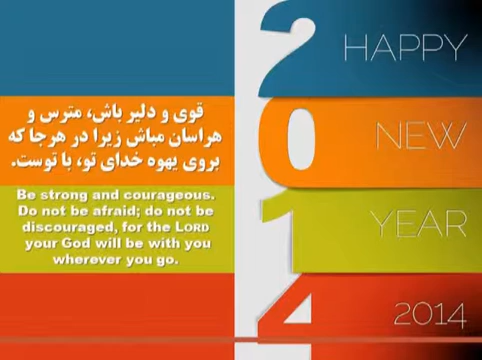 قوی و دلیر باش، مترس و
هراسان مباش زیرا در هرجا که
بروی یهوه خدای تو، با توست.
Be strong and courageous.
Do not be afraid; do not be
discouraged, for the LORD
your God will be with you
wherever you go.
2
HAPPY
0
NEW
1
YEAR
4
2014